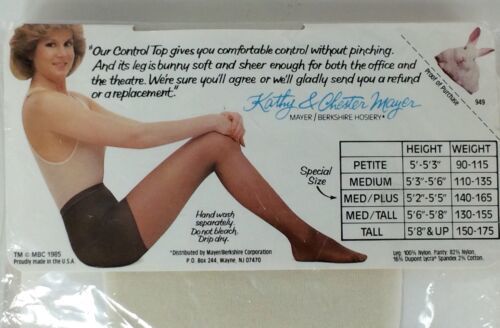 "Our Control Top gives you comfortable control without pinching.
And its leg is bunny soft and sheer enough for both the office and
the theatre. We're sure you'll agree or we'll gladly send you a refund
or a replacement."
Kathy & Chester Mayer
MAYER/BERKSHIRE HOSIERY
Proof of Purchase
949
Special
Size
HEIGHT WEIGHT
PETITE 5'-5'3" 90-115
MEDIUM 5'3"-5'6" 110-135
MED/PLUS 5'2"-5'5" 140-165
MED/TALL 5'6"-5'8" 130-155
TALL 5'8" & UP 150-175
Hand wash
separately.
Do not bleach.
Drip dry.
TM © MBC 1985
Proudly made in the U.S.A.
*Distributed by Mayer/Berkshire Corporation
P.O. Box 244, Wayne, NJ 07470
Leg: 100% Nylon. Panty: 82% Nylon
16% Dupont Lycra® Spandex 2% Cotton.